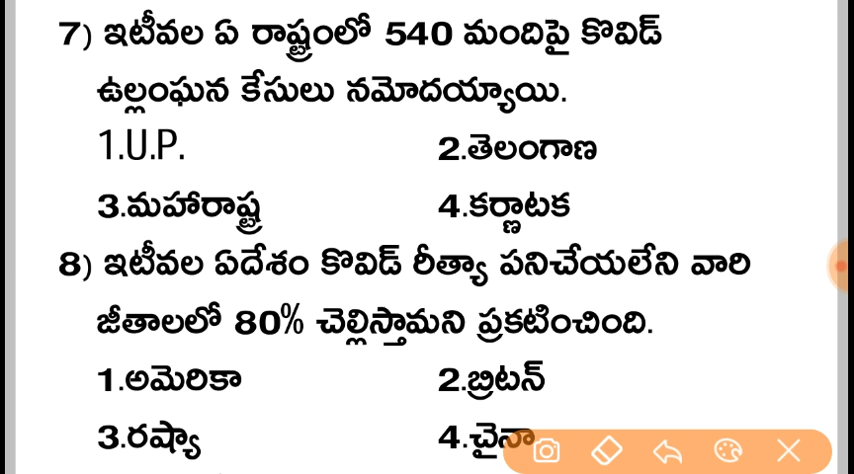 7) ఇటీవల ఏ రాష్ట్రంలో 540 మందిపై కొవిడ్
ఉల్లంఘన కేసులు నమోదయ్యాయి.
1.U.P. 2.తెలంగాణ
3.మహారాష్ట్ర 4.కర్ణాటక
8) ఇటీవల ఏదేశం కొవిడ్ రీత్యా పనిచేయలేని వారి
జీతాలలో 80% చెల్లిస్తామని ప్రకటించింది.
1.అమెరికా 2.బ్రిటన్
3.రష్యా 4.చైనా